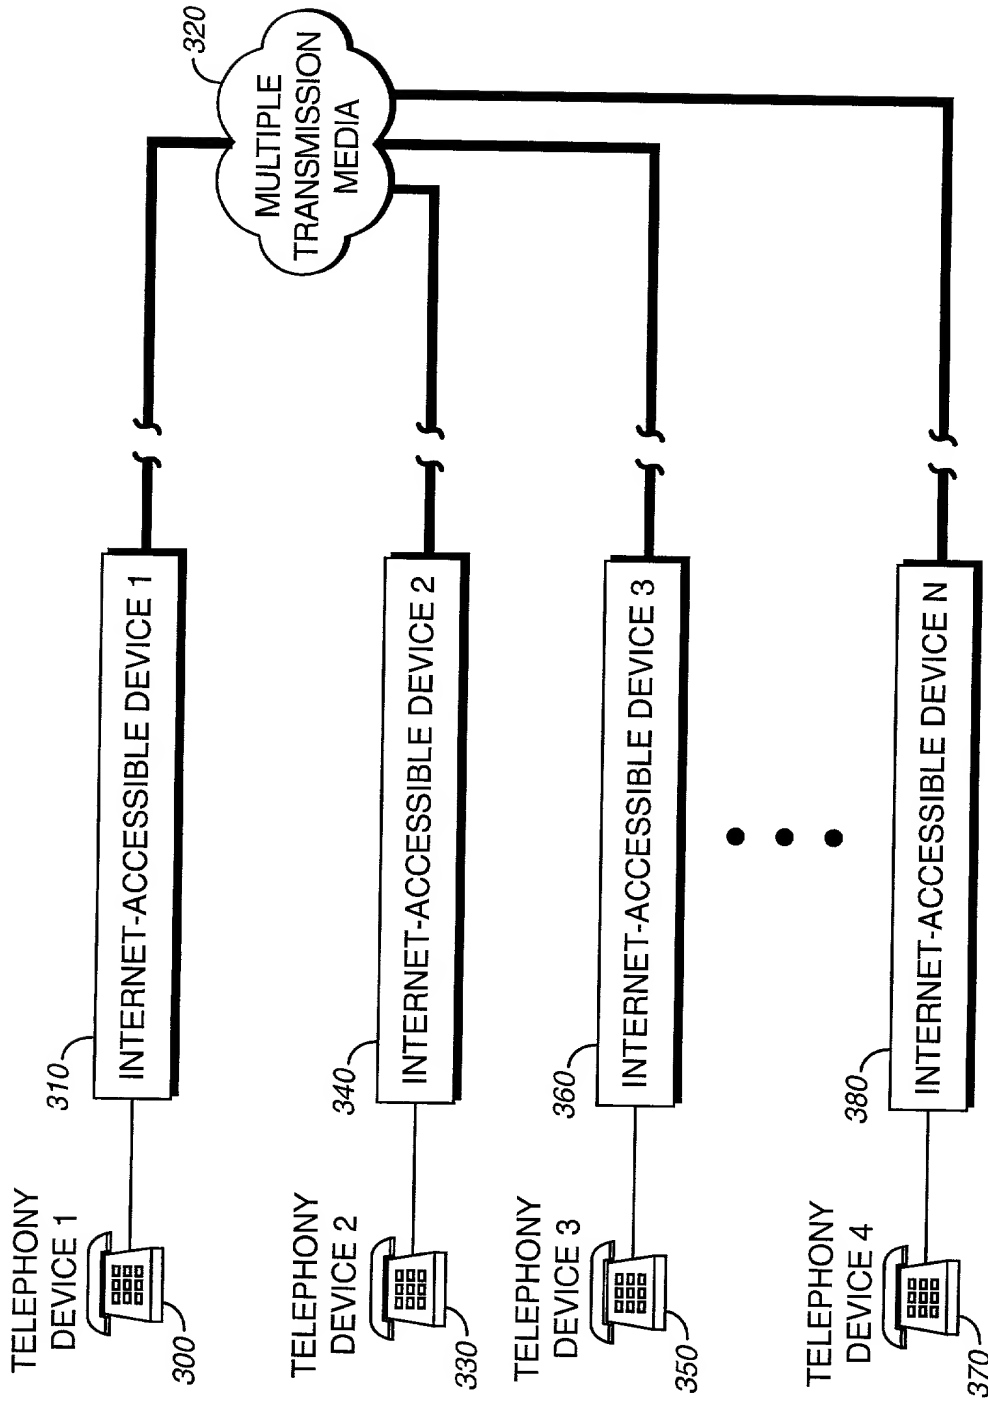 TELEPHONY
DEVICE 1
300
310
INTERNET-ACCESSIBLE DEVICE 1
320
MULTIPLE
TRANSMISSION
MEDIA
TELEPHONY
DEVICE 2
330
340
INTERNET-ACCESSIBLE DEVICE 2
TELEPHONY
DEVICE 3
350
360
INTERNET-ACCESSIBLE DEVICE 3
TELEPHONY
DEVICE 4
370
380
INTERNET-ACCESSIBLE DEVICE N